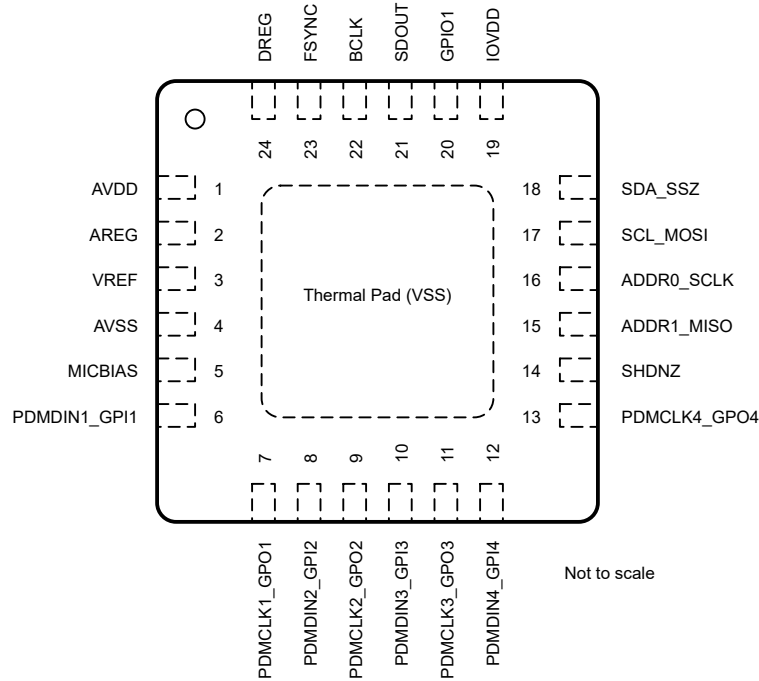 DREG
FSYNC
BCLK
SDOUT
GPIO1
IOVDD
24
23
22
21
20
19
AVDD 1
18 SDA_SSZ
AREG 2
17 SCL_MOSI
VREF 3
16 ADDR0_SCLK
Thermal Pad (VSS)
AVSS 4
15 ADDR1_MISO
MICBIAS 5
14 SHDNZ
PDMDIN1_GPI1 6
13 PDMCLK4_GPO4
7
8
9
10
11
12
PDMCLK1_GPO1
PDMDIN2_GPI2
PDMCLK2_GPO2
PDMDIN3_GPI3
PDMCLK3_GPO3
PDMDIN4_GPI4
Not to scale